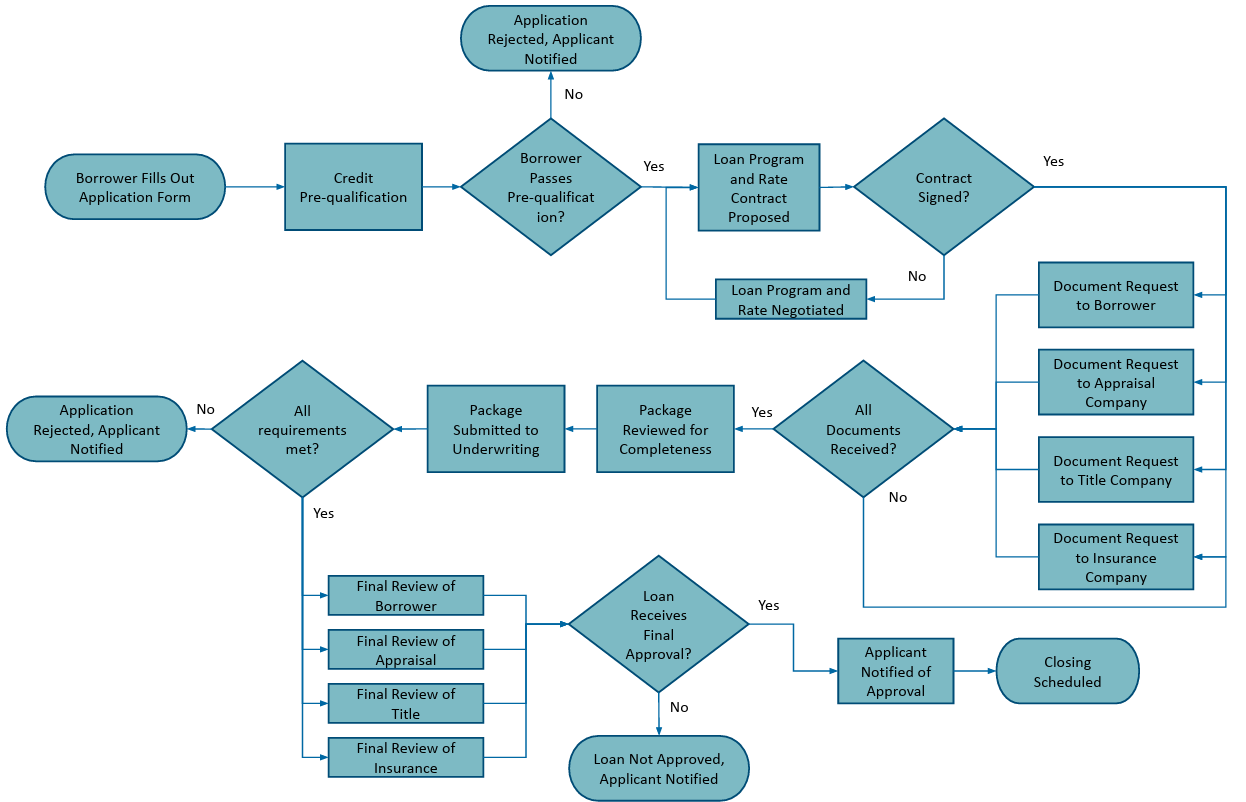 Application
Rejected, Applicant
Notified
No
Borrower Fills Out
Application Form
Credit
Pre-qualification
Borrower
Passes
Pre-qualificat
ion?
Yes
Loan Program
and Rate
Contract
Proposed
Contract
Signed?
Yes
No
Loan Program and
Rate Negotiated
Document Request
to Borrower
Document Request
to Appraisal
Company
Document Request
to Title Company
Document Request
to Insurance
Company
All
Documents
Received?
No
Yes
Package
Reviewed for
Completeness
Package
Submitted to
Underwriting
All
requirements
met?
No
Application
Rejected, Applicant
Notified
Yes
Final Review of
Borrower
Final Review of
Appraisal
Final Review of
Title
Final Review of
Insurance
Loan
Receives
Final
Approval?
Yes
No
Loan Not Approved,
Applicant Notified
Applicant
Notified of
Approval
Closing
Scheduled